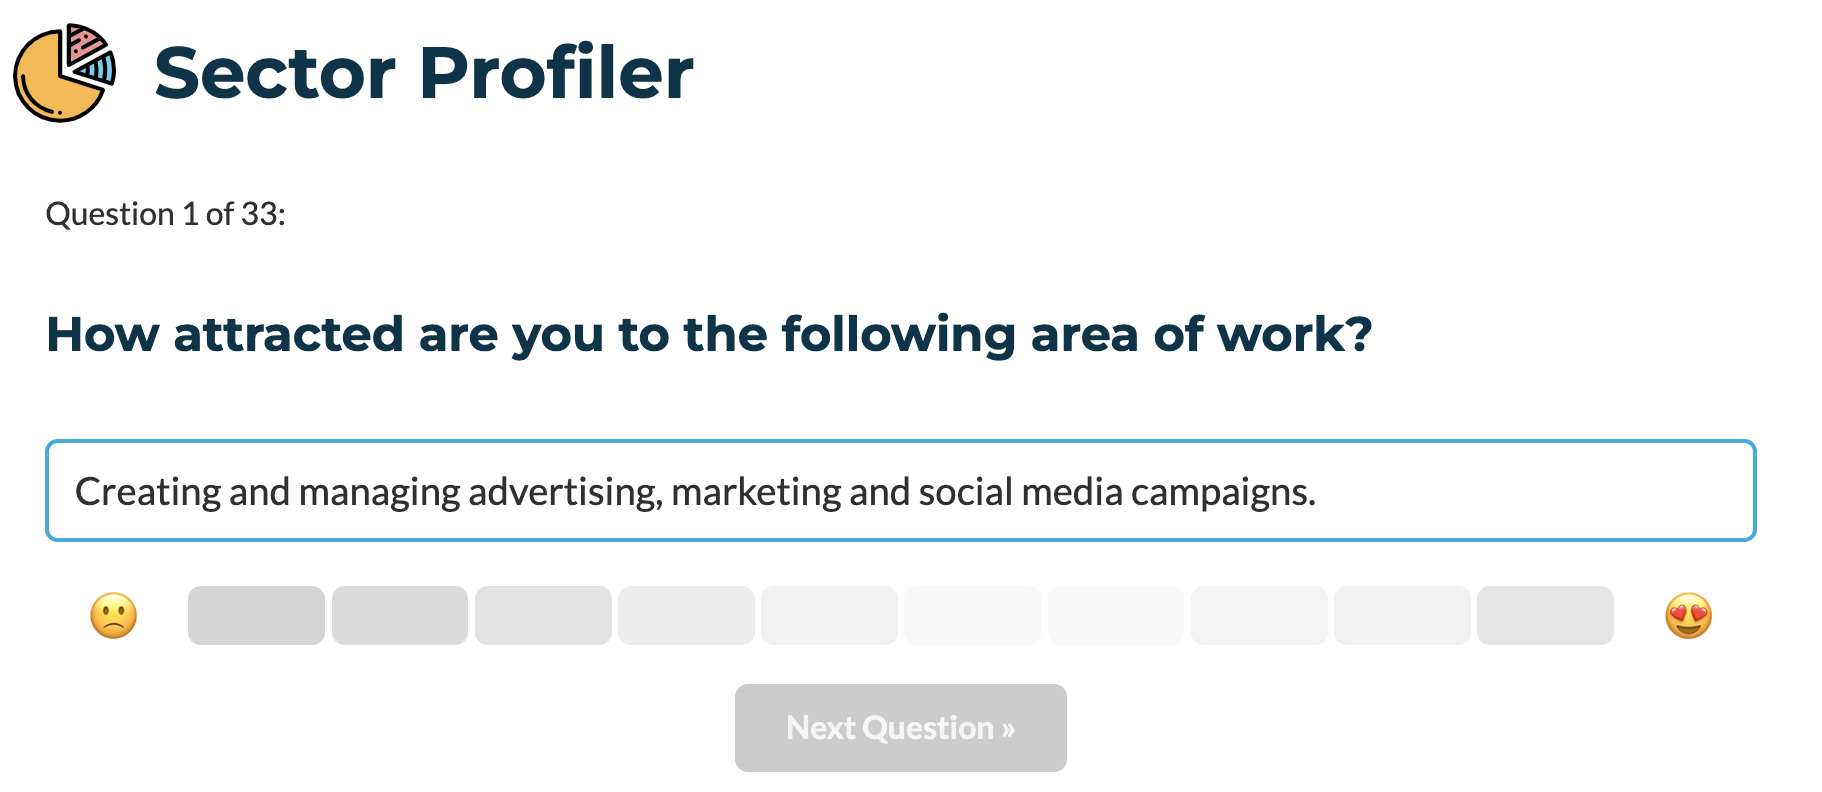 Sector Profiler
Question 1 of 33:
How attracted are you to the following area of work?
Creating and managing advertising, marketing and social media campaigns.
Next Question »